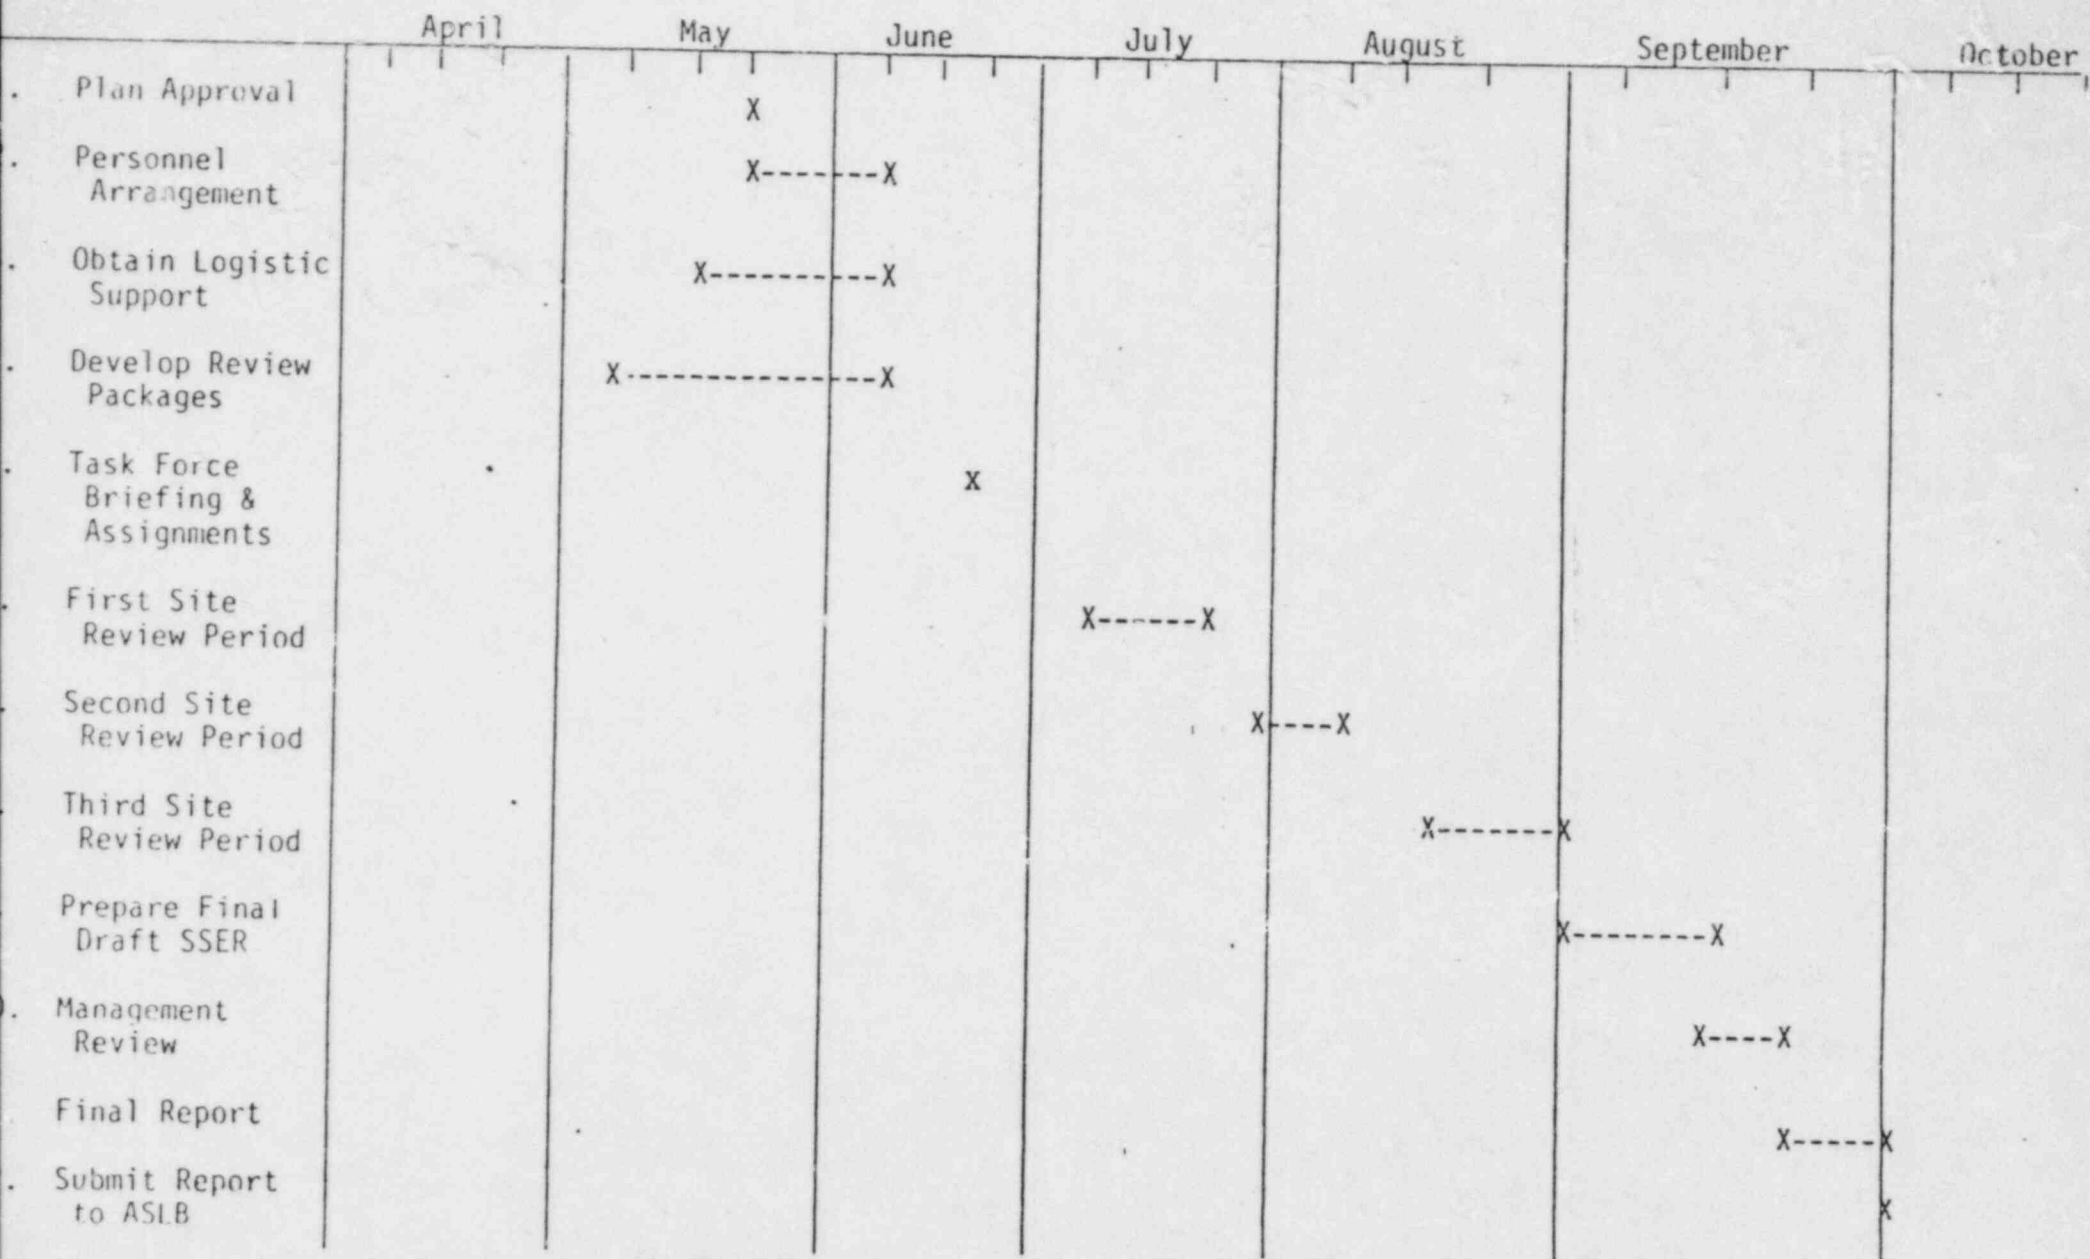 April May June July August September October
. Plan Approval
X
. Personnel
Arrangement
X-------X
. Obtain Logistic
Support
X----------X
. Develop Review
Packages
X---------------X
. Task Force
Briefing &
Assignments
X
. First Site
Review Period
X------X
Second Site
Review Period
X----X
Third Site
Review Period
X-------X
Prepare Final
Draft SSER
X--------X
. Management
Review
X----X
Final Report
X-----X
. Submit Report
to ASLB
X